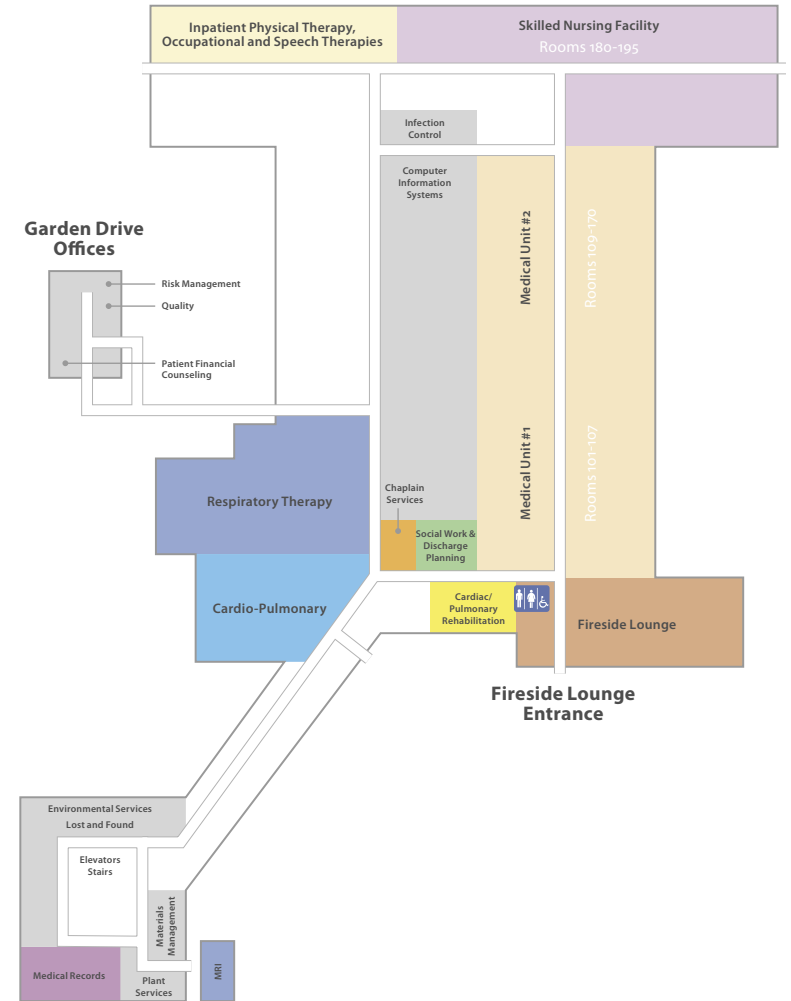 Inpatient Physical Therapy,
Occupational and Speech Therapies
Skilled Nursing Facility
Rooms 180-195
Infection
Control
Computer
Information
Systems
Medical Unit #2
Rooms 109-170
Garden Drive
Offices
Risk Management
Quality
Patient Financial
Counseling
Medical Unit #1
Rooms 101-107
Respiratory Therapy
Chaplain
Services
Social Work &
Discharge
Planning
Cardio-Pulmonary
Cardiac/
Pulmonary
Rehabilitation
Fireside Lounge
Fireside Lounge
Entrance
Environmental Services
Lost and Found
Elevators
Stairs
Materials
Management
Medical Records
Plant
Services
MRI